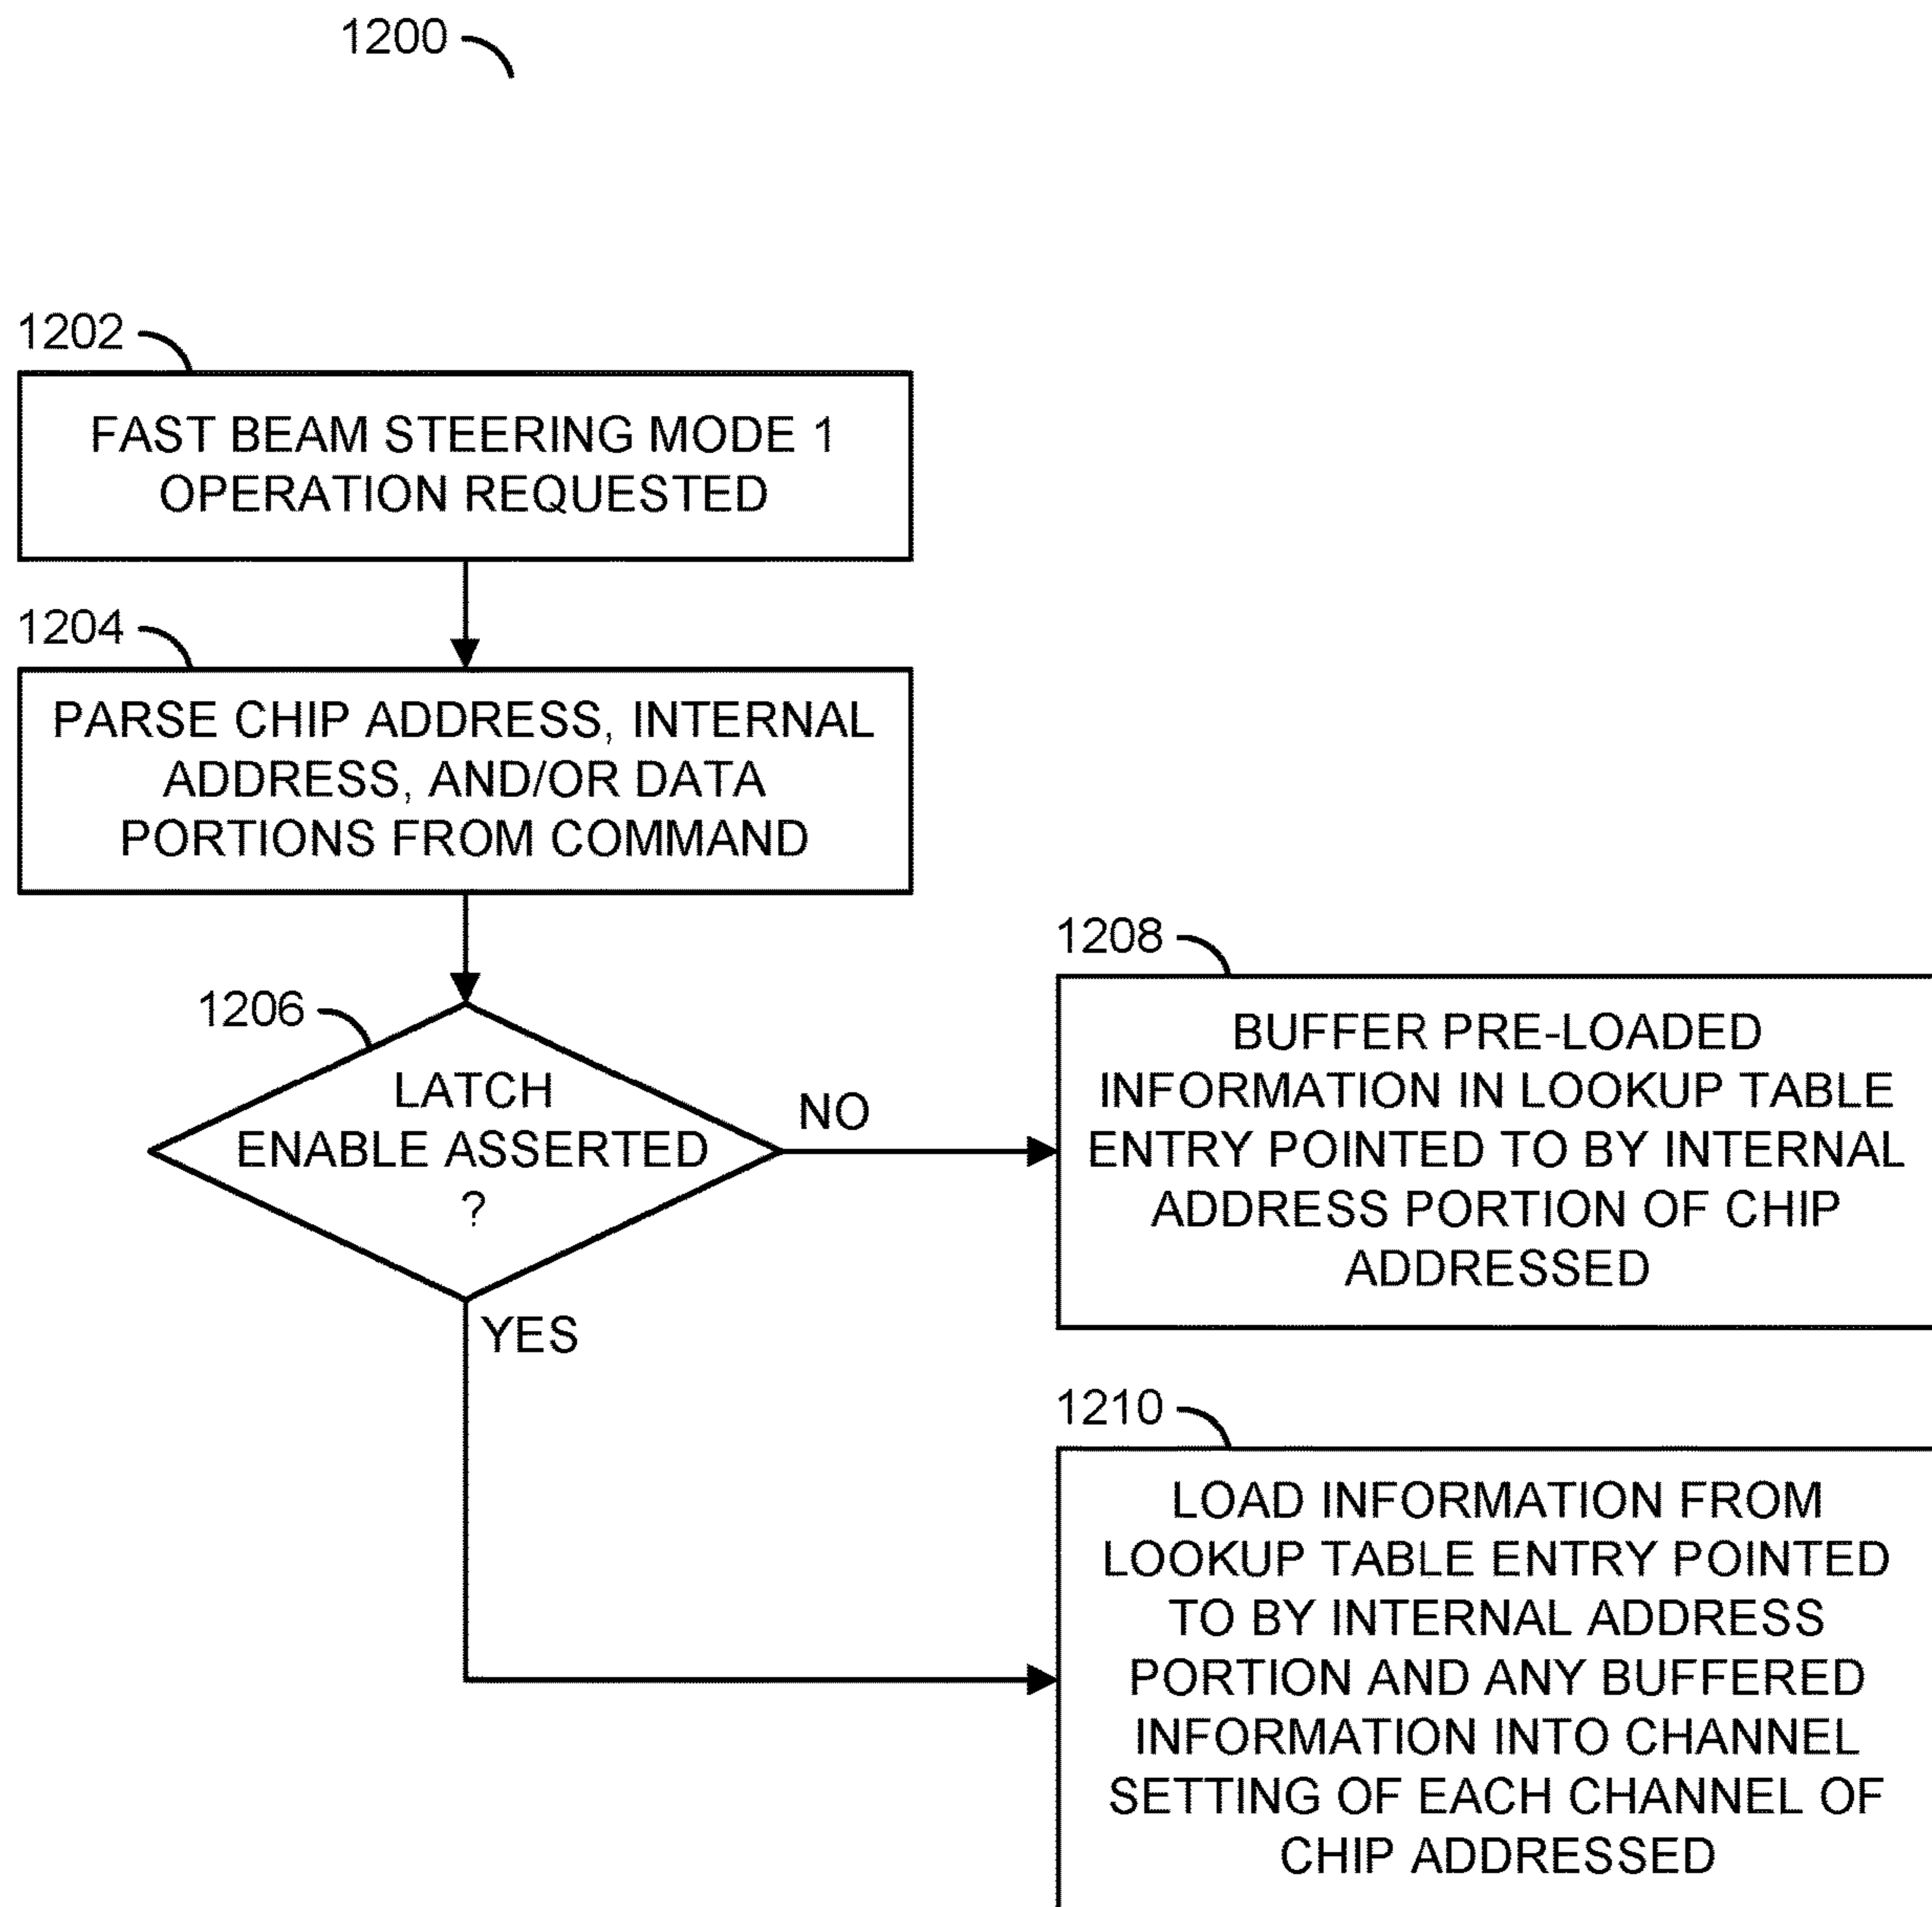 1200
1202
FAST BEAM STEERING MODE 1
OPERATION REQUESTED
1204
PARSE CHIP ADDRESS, INTERNAL
ADDRESS, AND/OR DATA
PORTIONS FROM COMMAND
1206
LATCH
ENABLE ASSERTED
?
NO
YES
1208
BUFFER PRE-LOADED
INFORMATION IN LOOKUP TABLE
ENTRY POINTED TO BY INTERNAL
ADDRESS PORTION OF CHIP
ADDRESSED
1210
LOAD INFORMATION FROM
LOOKUP TABLE ENTRY POINTED
TO BY INTERNAL ADDRESS
PORTION AND ANY BUFFERED
INFORMATION INTO CHANNEL
SETTING OF EACH CHANNEL OF
CHIP ADDRESSED